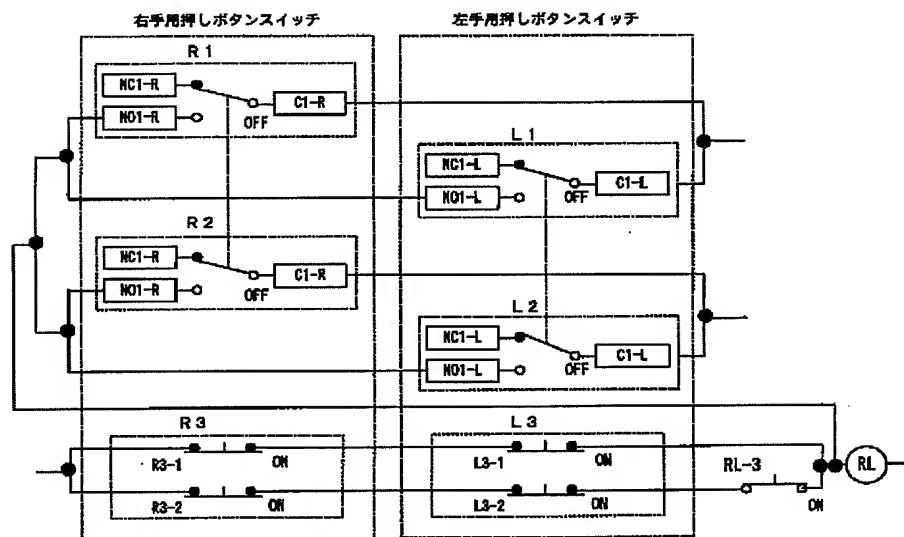 右手用押しボタンスイッチ
左手用押しボタンスイッチ
R1
NC1-R
C1-R
NO1-R
OFF
L1
NC1-L
C1-L
NO1-L
OFF
R2
NC1-R
C1-R
NO1-R
OFF
L2
NC1-L
C1-L
NO1-L
OFF
R3
L3
R3-1
ON
L3-1
ON
RL-3
RL
R3-2
ON
L3-2
ON
ON